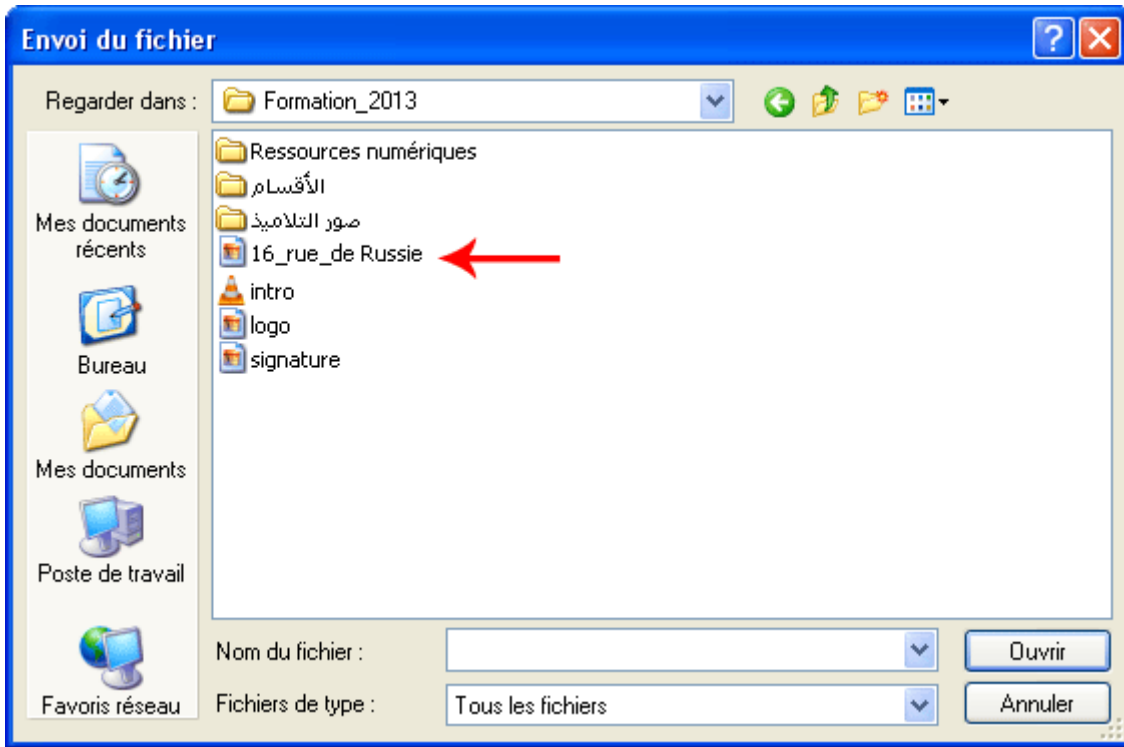 Envoi du fichier
Regarder dans :
Formation_2013
Ressources numériques
الأقسام
صور التلاميذ
16_rue_de Russie
intro
logo
signature
Mes documents
récents
Bureau
Mes documents
Poste de travail
Favoris réseau
Nom du fichier :
Ouvrir
Fichiers de type :
Tous les fichiers
Annuler